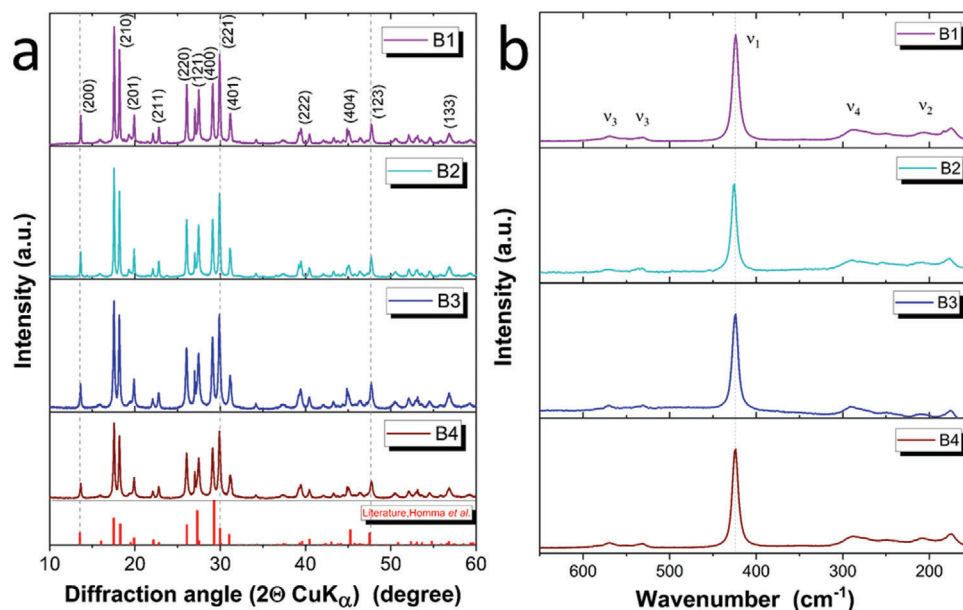 a
Intensity (a.u.)
B1
(200)
(210)
(201)
(211)
(220)
(121)
(400)
(221)
(401)
(222)
(404)
(123)
(133)
B2
B3
B4
Literature,Homma et al.
10 20 30 40 50 60
Diffraction angle (2Θ CuKα) (degree)
b
Intensity (a.u.)
B1
ν3 ν3 ν1 ν4 ν2
B2
B3
B4
600 500 400 300 200
Wavenumber (cm-1)